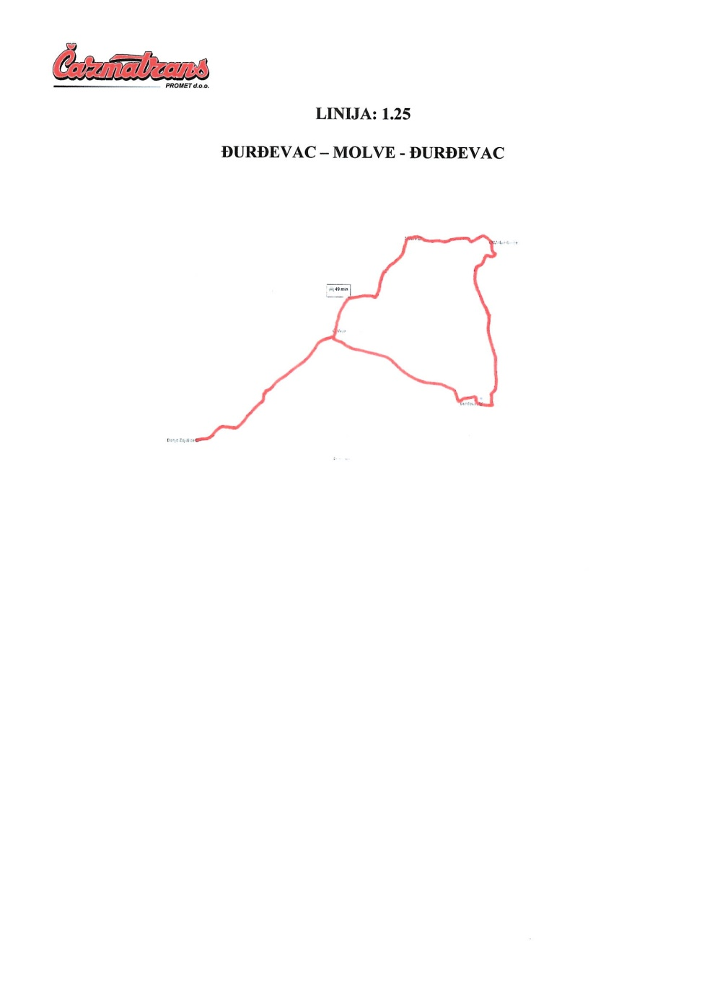 Čazmatrans
PROMET d.o.o.
LINIJA: 1.25
ĐURĐEVAC – MOLVE - ĐURĐEVAC
49 min